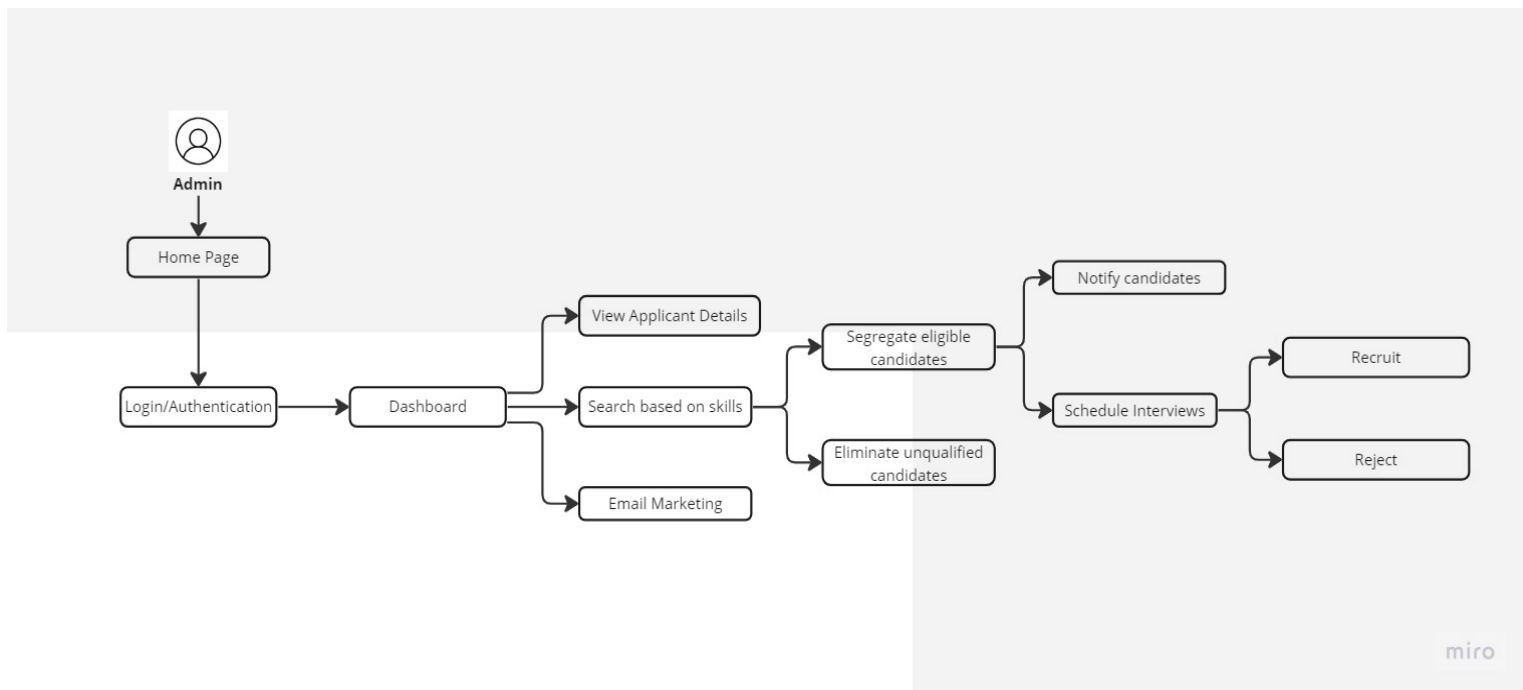 Admin
Home Page
Login/Authentication
Dashboard
View Applicant Details
Search based on skills
Email Marketing
Segregate eligible
candidates
Eliminate unqualified
candidates
Notify candidates
Schedule Interviews
Recruit
Reject
miro